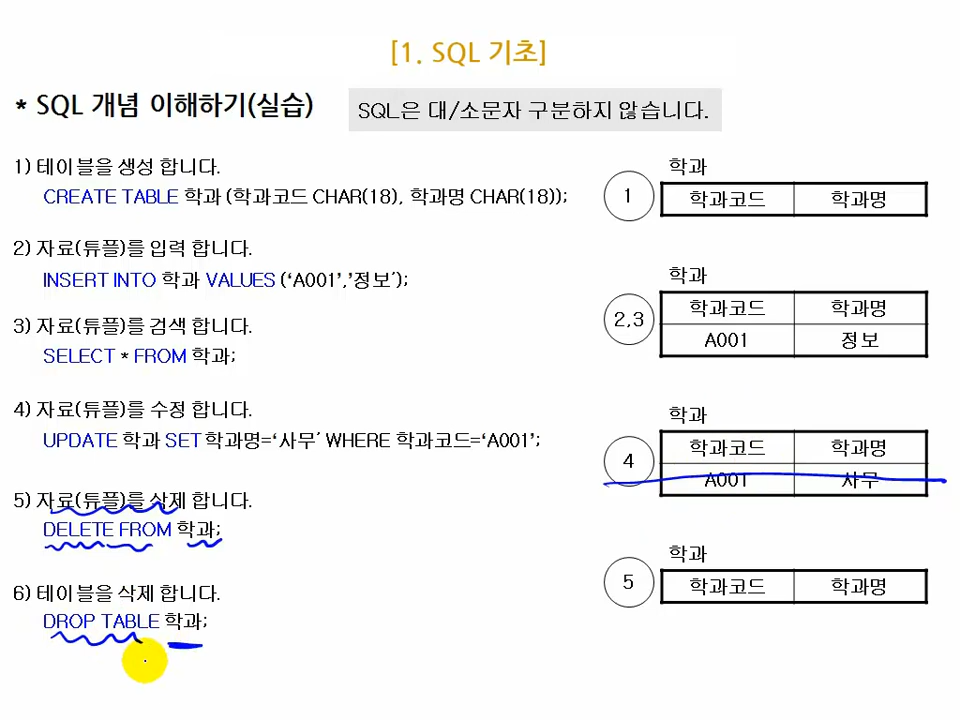 [1. SQL 기초]
* SQL 개념 이해하기(실습)
SQL은 대/소문자 구분하지 않습니다.
1) 테이블을 생성 합니다.
CREATE TABLE 학과 (학과코드 CHAR(18), 학과명 CHAR(18));
2) 자료(튜플)를 입력 합니다.
INSERT INTO 학과 VALUES (‘A001’,’정보’);
3) 자료(튜플)를 검색 합니다.
SELECT * FROM 학과;
4) 자료(튜플)를 수정 합니다.
UPDATE 학과 SET 학과명=‘사무’ WHERE 학과코드=‘A001’;
5) 자료(튜플)를 삭제 합니다.
DELETE FROM 학과;
6) 테이블을 삭제 합니다.
DROP TABLE 학과;
학과
1
학과코드 학과명
학과
2,3
학과코드 학과명
A001 정보
학과
4
학과코드 학과명
A001 사무
학과
5
학과코드 학과명